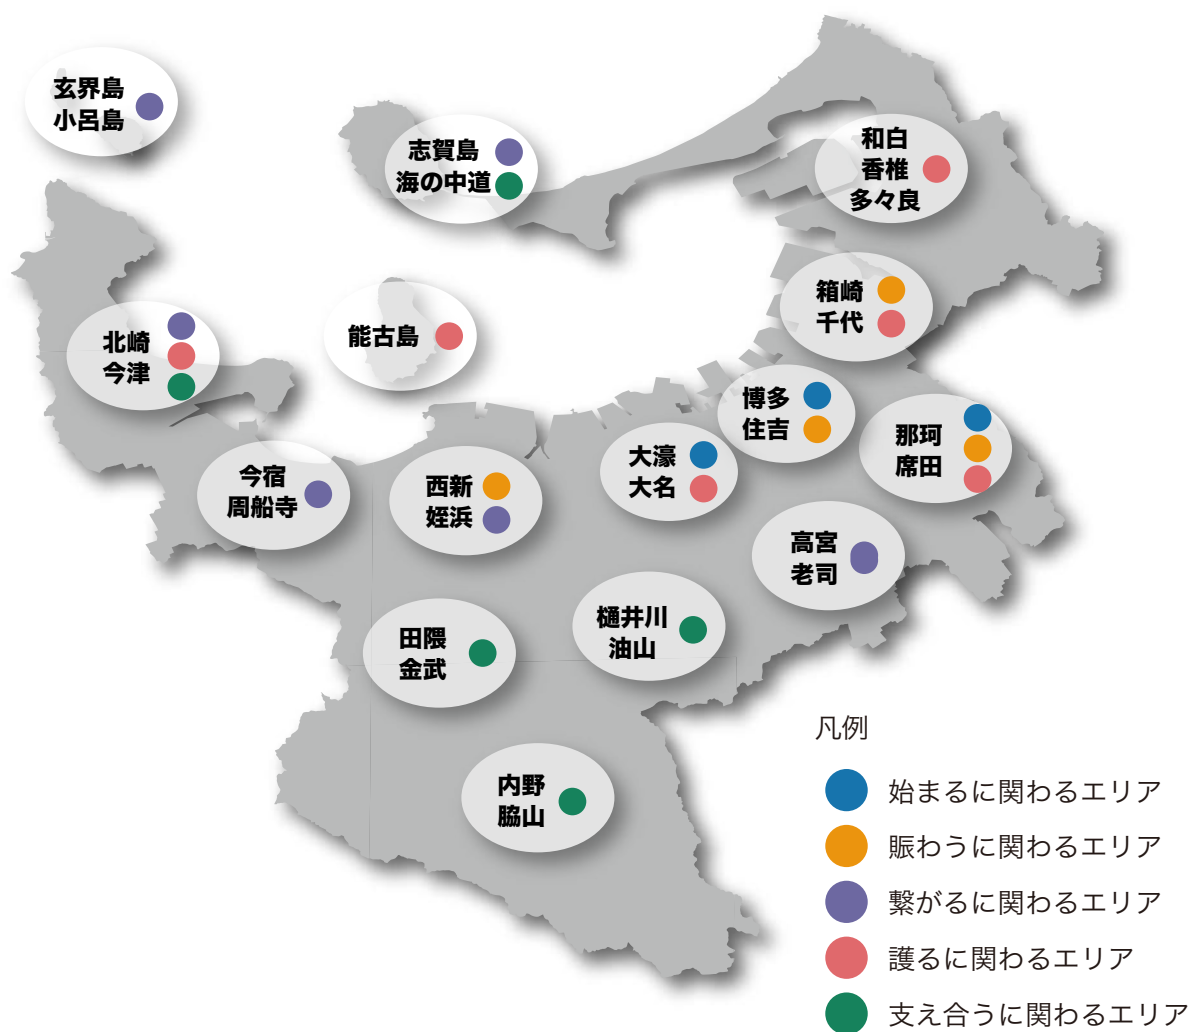 玄界島
小呂島
志賀島
海の中道
和白
香椎
多々良
箱崎
千代
北崎
今津
能古島
博多
住吉
那珂
席田
大濠
大名
今宿
周船寺
西新
姪浜
高宮
老司
樋井川
油山
田隈
金武
内野
脇山
凡例
始まるに関わるエリア
賑わうに関わるエリア
繋がるに関わるエリア
護るに関わるエリア
支え合うに関わるエリア